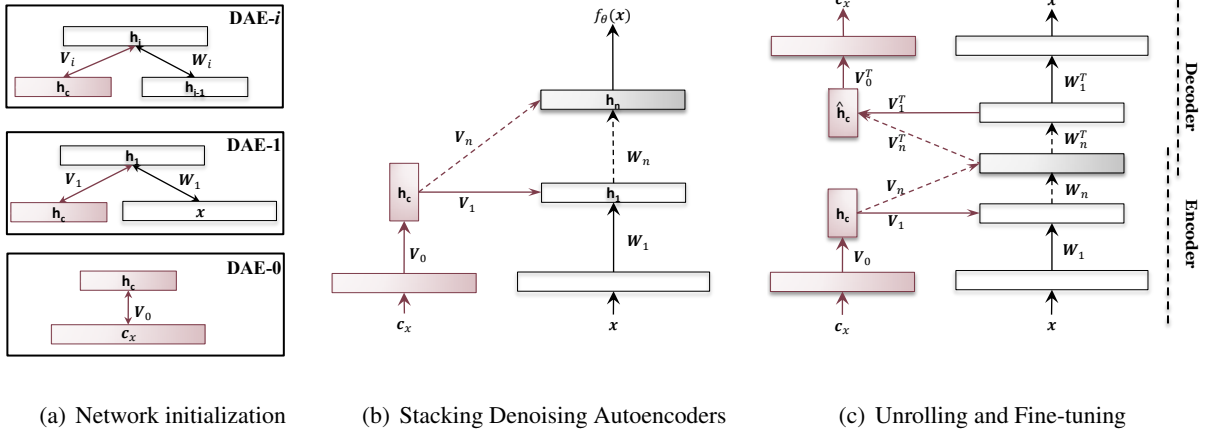 DAE-i
h_i
V_i W_i
h_c h_{i-1}
DAE-1
h_1
V_1 W_1
h_c x
DAE-0
h_c
V_0
c_x
(a) Network initialization
f_θ(x)
h_n
V_n W_n
h_c h_1
V_1
V_0 W_1
c_x x
(b) Stacking Denoising Autoencoders
c_x x
V_0^T W_1^T
ĥ_c V_1^T
V_n^T W_n^T
V_n W_n
h_c V_1
V_0 W_1
c_x x
Decoder
Encoder
(c) Unrolling and Fine-tuning